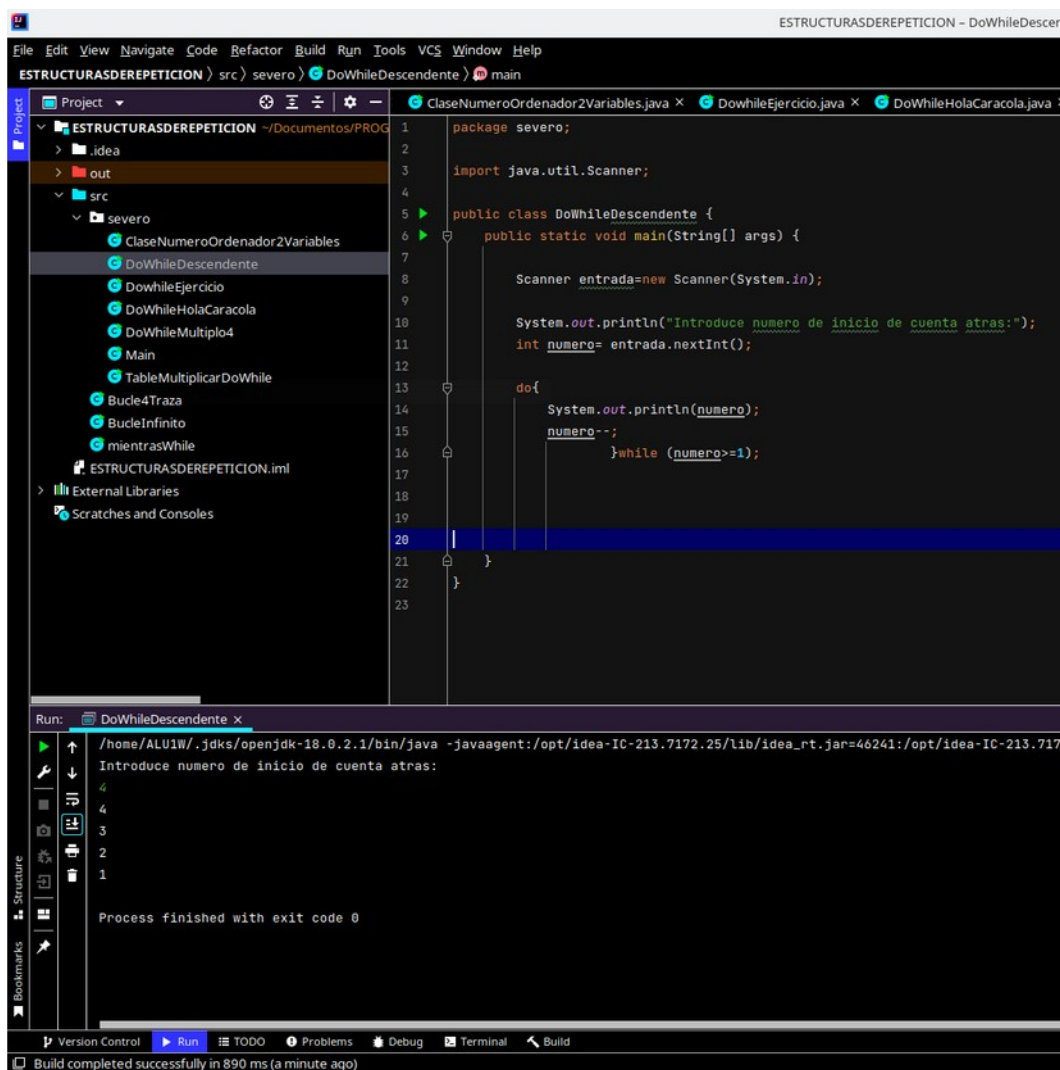 ESTRUCTURASDEREPETICION – DoWhileDescen
File Edit View Navigate Code Refactor Build Run Tools VCS Window Help
ESTRUCTURASDEREPETICION 〉 src 〉 severo 〉 DoWhileDescendente 〉 main
Project
Project
ClaseNumeroOrdenador2Variables.java × DowhileEjercicio.java × DoWhileHolaCaracola.java
ESTRUCTURASDEREPETICION ~/Documentos/PROG
.idea
out
src
severo
ClaseNumeroOrdenador2Variables
DoWhileDescendente
DowhileEjercicio
DoWhileHolaCaracola
DoWhileMultiplo4
Main
TableMultiplicarDoWhile
Bucle4Traza
BucleInfinito
mientrasWhile
ESTRUCTURASDEREPETICION.iml
External Libraries
Scratches and Consoles
1 package severo;
2
3 import java.util.Scanner;
4
5 public class DoWhileDescendente {
6 public static void main(String[] args) {
7
8 Scanner entrada=new Scanner(System.in);
9
10 System.out.println("Introduce numero de inicio de cuenta atras:");
11 int numero= entrada.nextInt();
12
13 do{
14 System.out.println(numero);
15 numero--;
16 }while (numero>=1);
17
18
19
20
21 }
22 }
23
Run: DoWhileDescendente ×
/home/ALU1W/.jdks/openjdk-18.0.2.1/bin/java -javaagent:/opt/idea-IC-213.7172.25/lib/idea_rt.jar=46241:/opt/idea-IC-213.717
Introduce numero de inicio de cuenta atras:
4
4
3
2
1
Process finished with exit code 0
Structure
Bookmarks
Version Control Run TODO Problems Debug Terminal Build
Build completed successfully in 890 ms (a minute ago)